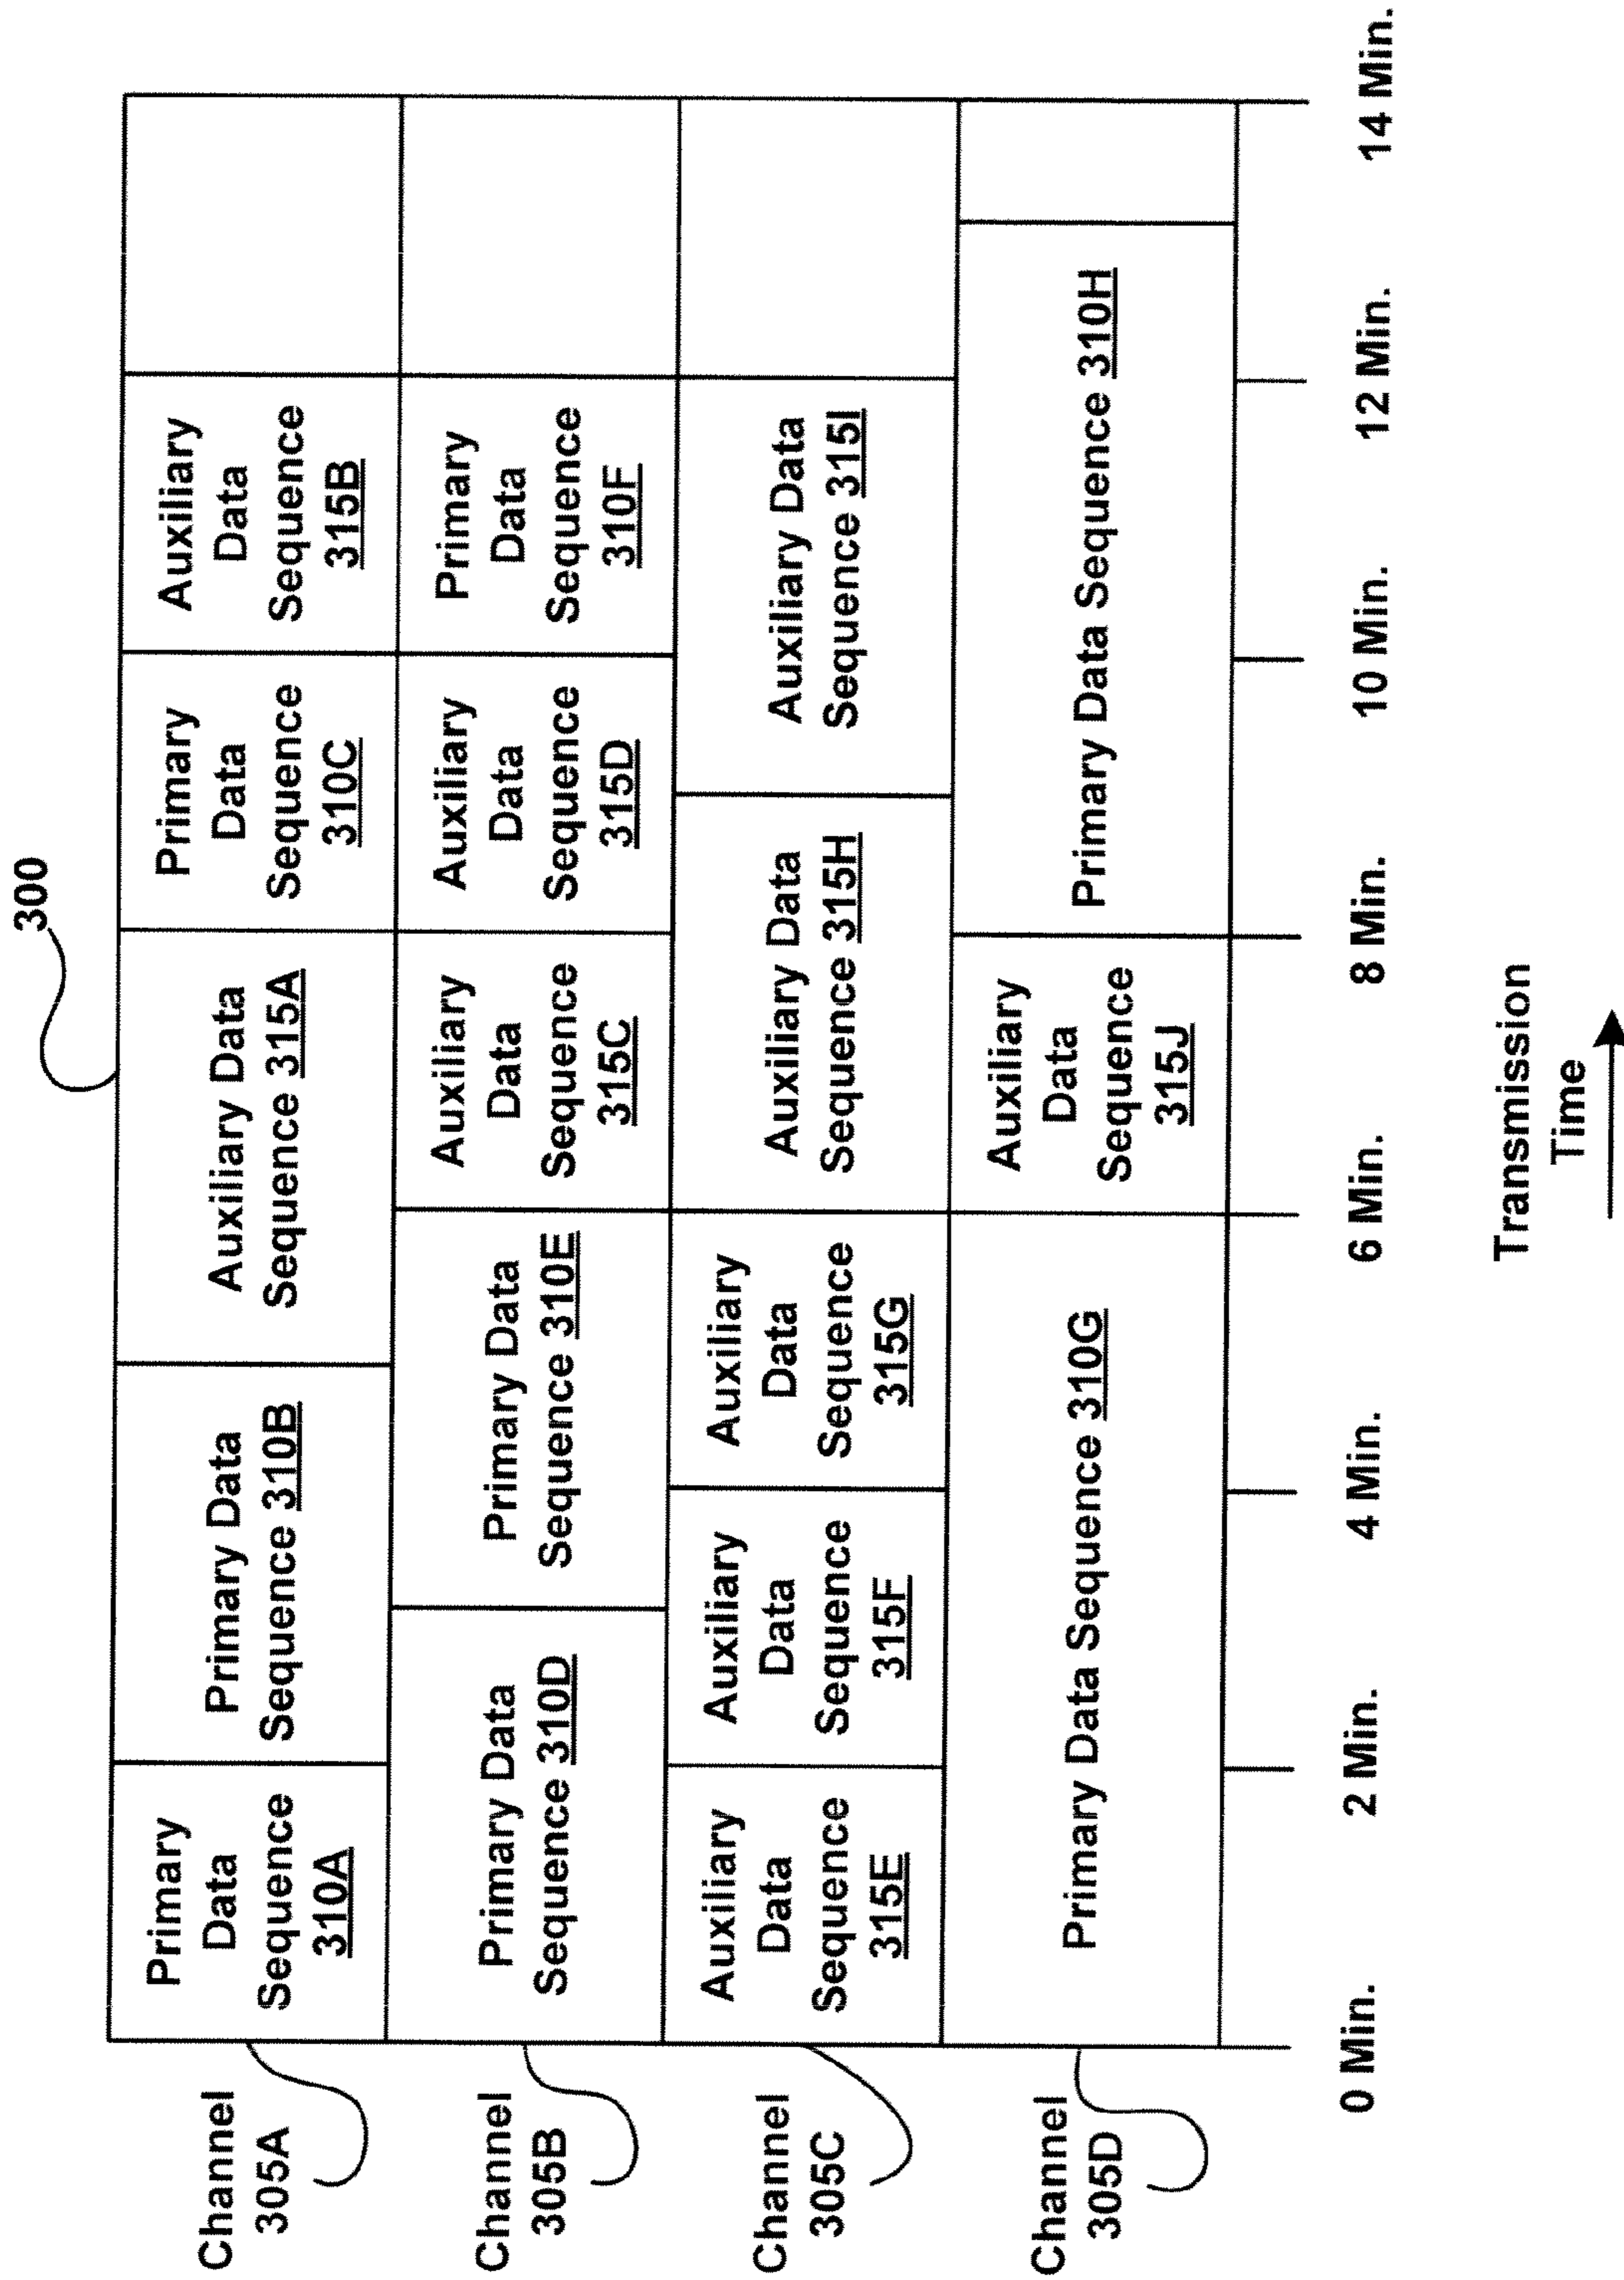 300
Channel
305A
Primary
Data
Sequence
310A
Primary Data
Sequence 310B
Auxiliary Data
Sequence 315A
Primary
Data
Sequence
310C
Auxiliary
Data
Sequence
315B
Channel
305B
Primary Data
Sequence 310D
Primary Data
Sequence 310E
Auxiliary
Data
Sequence
315C
Auxiliary
Data
Sequence
315D
Primary
Data
Sequence
310F
Channel
305C
Auxiliary
Data
Sequence
315E
Auxiliary
Data
Sequence
315F
Auxiliary
Data
Sequence
315G
Auxiliary Data
Sequence 315H
Auxiliary Data
Sequence 315I
Channel
305D
Primary Data Sequence 310G
Auxiliary
Data
Sequence
315J
Primary Data Sequence 310H
0 Min.
2 Min.
4 Min.
6 Min.
8 Min.
10 Min.
12 Min.
14 Min.
Transmission
Time